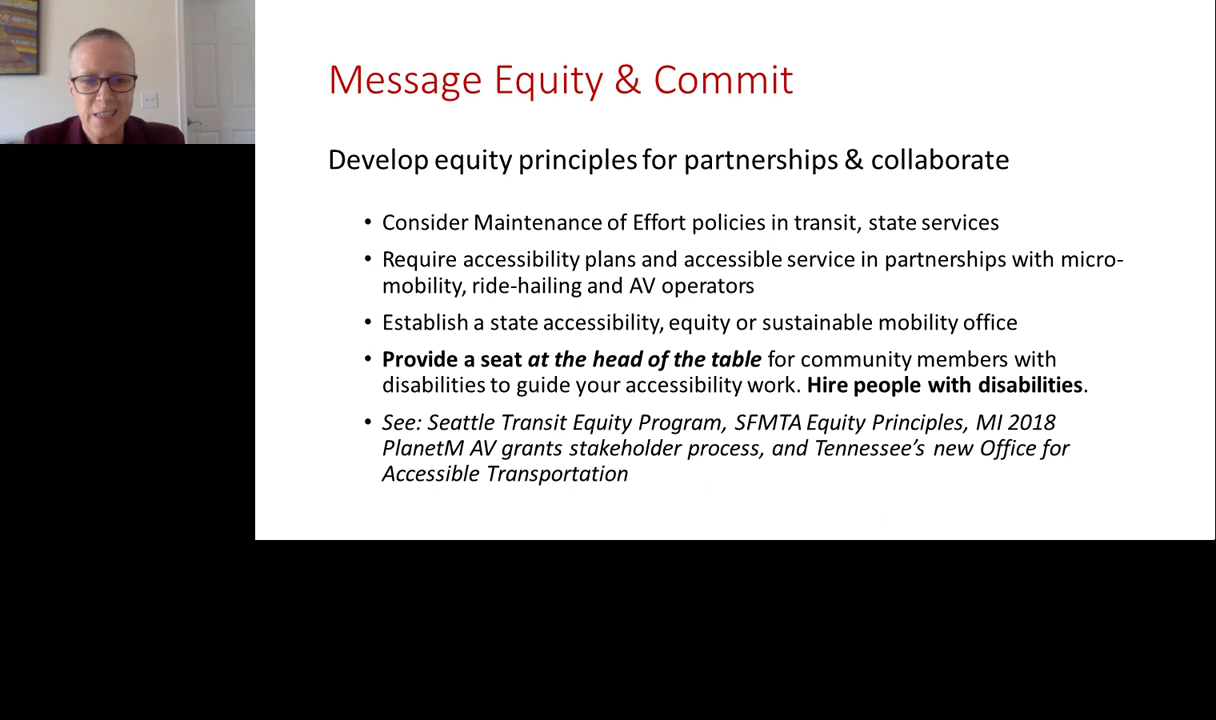 Message Equity & Commit
Develop equity principles for partnerships & collaborate
• Consider Maintenance of Effort policies in transit, state services
• Require accessibility plans and accessible service in partnerships with micro-
mobility, ride-hailing and AV operators
• Establish a state accessibility, equity or sustainable mobility office
• Provide a seat at the head of the table for community members with
disabilities to guide your accessibility work. Hire people with disabilities.
• See: Seattle Transit Equity Program, SFMTA Equity Principles, MI 2018
PlanetM AV grants stakeholder process, and Tennessee’s new Office for
Accessible Transportation